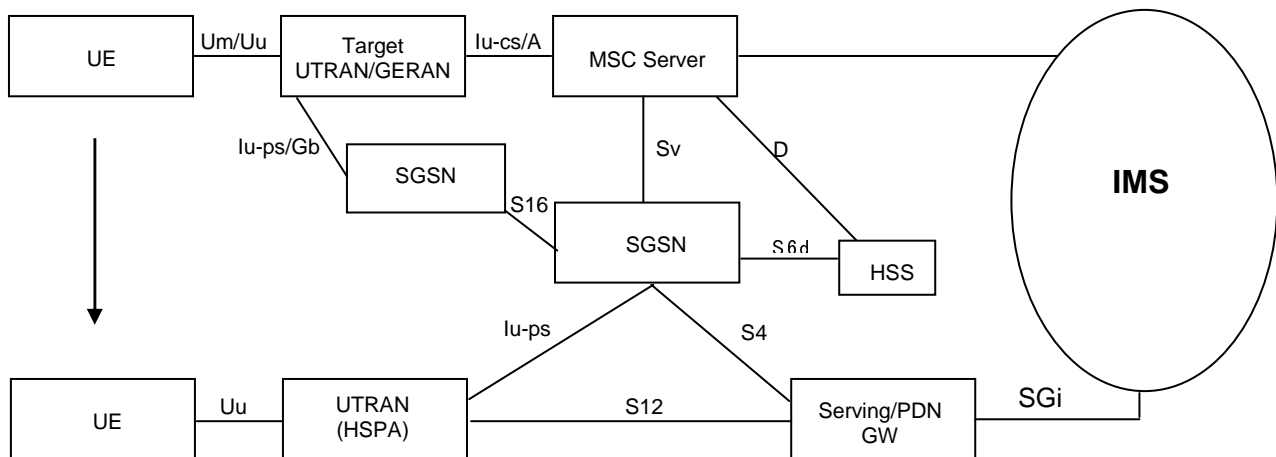 Um/Uu
Iu-cs/A
UE
Target
UTRAN/GERAN
MSC Server
Iu-ps/Gb
Sv
D
SGSN
IMS
S16
SGSN
S6d
HSS
Iu-ps
S4
UE
Uu
UTRAN
(HSPA)
S12
Serving/PDN
GW
SGi